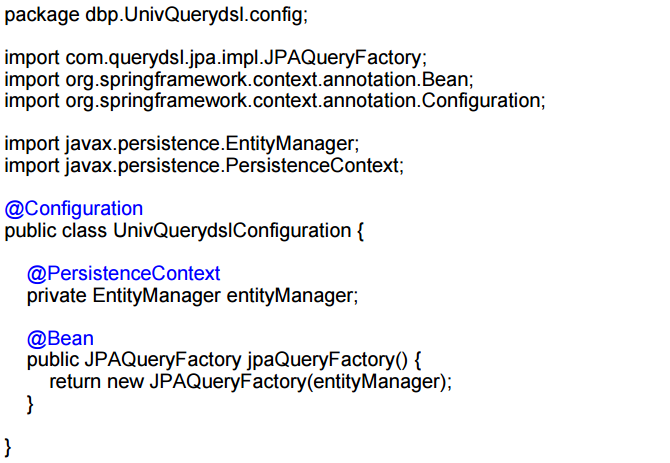 package dbp.UnivQuerydsl.config;
import com.querydsl.jpa.impl.JPAQueryFactory;
import org.springframework.context.annotation.Bean;
import org.springframework.context.annotation.Configuration;
import javax.persistence.EntityManager;
import javax.persistence.PersistenceContext;
@Configuration
public class UnivQuerydslConfiguration {
@PersistenceContext
private EntityManager entityManager;
@Bean
public JPAQueryFactory jpaQueryFactory() {
return new JPAQueryFactory(entityManager);
}
}